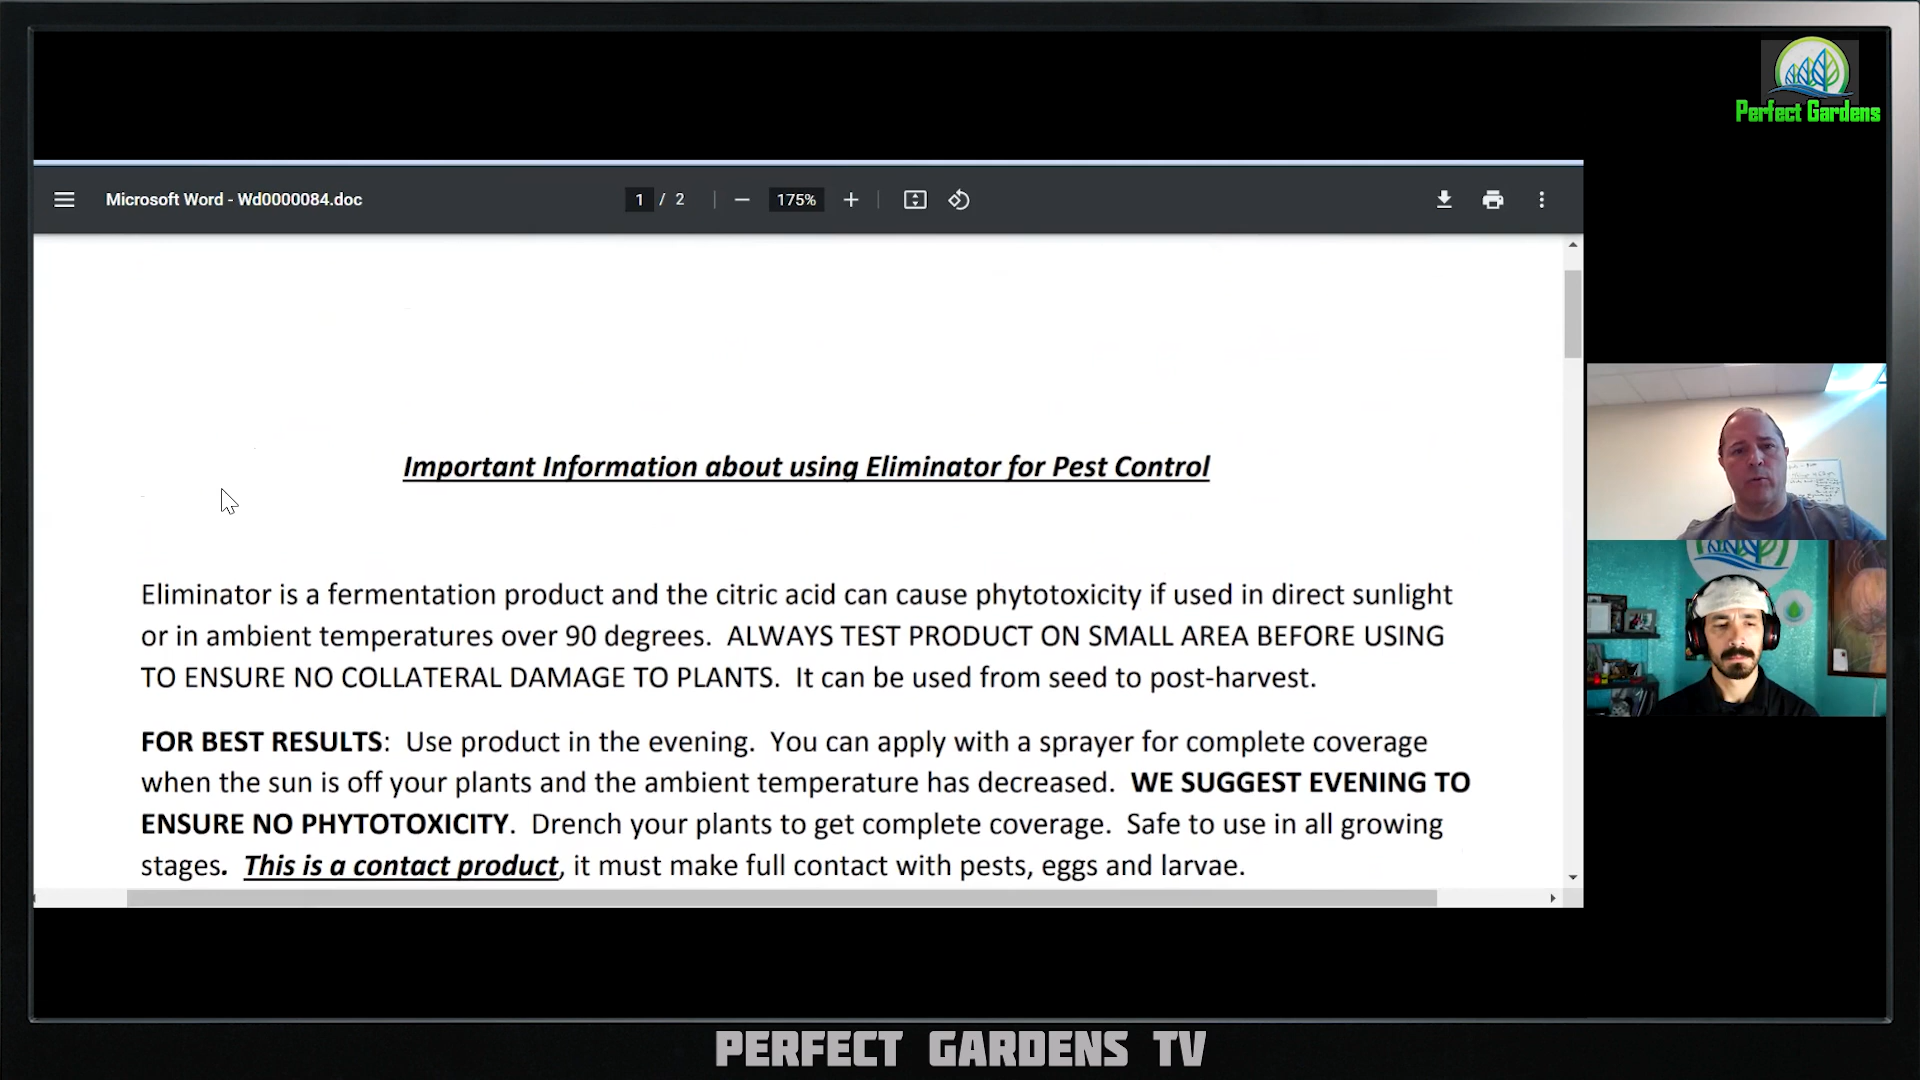 Perfect Gardens
Microsoft Word - Wd0000084.doc
1 / 2
175%
Important Information about using Eliminator for Pest Control
Eliminator is a fermentation product and the citric acid can cause phytotoxicity if used in direct sunlight
or in ambient temperatures over 90 degrees. ALWAYS TEST PRODUCT ON SMALL AREA BEFORE USING
TO ENSURE NO COLLATERAL DAMAGE TO PLANTS. It can be used from seed to post-harvest.
FOR BEST RESULTS: Use product in the evening. You can apply with a sprayer for complete coverage
when the sun is off your plants and the ambient temperature has decreased. WE SUGGEST EVENING TO
ENSURE NO PHYTOTOXICITY. Drench your plants to get complete coverage. Safe to use in all growing
stages. This is a contact product, it must make full contact with pests, eggs and larvae.
PERFECT GARDENS TV